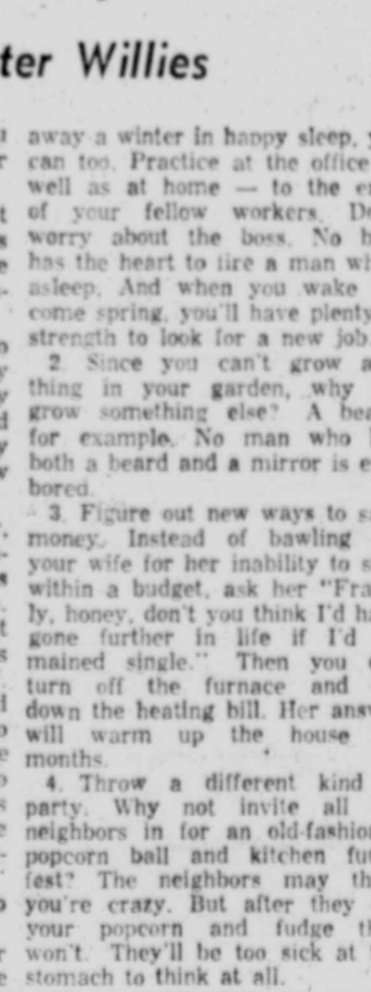 ter Willies
away a winter in happy sleep,
can too. Practice at the office
well as at home — to the
of your fellow workers.
worry about the boss. No
has the heart to fire a man
asleep. And when you wake
come spring, you'll have plenty
strength to look for a new job.
2 Since you can't grow
thing in your garden, why
grow something else? A
for example. No man who
both a beard and a mirror is
bored.
3. Figure out new ways to
money. Instead of bawling
your wife for her inability to
within a budget, ask her "Fra
ly, honey, don't you think I'd
gone further in life if I'd
mained single." Then you
turn off the furnace and
down the heating bill. Her
will warm up the house
months.
4. Throw a different kind
party. Why not invite all
neighbors in for an old-fashio
popcorn ball and kitchen
fest? The neighbors may
you're crazy. But after they
your popcorn and fudge
won't. They'll be too sick at
stomach to think at all.